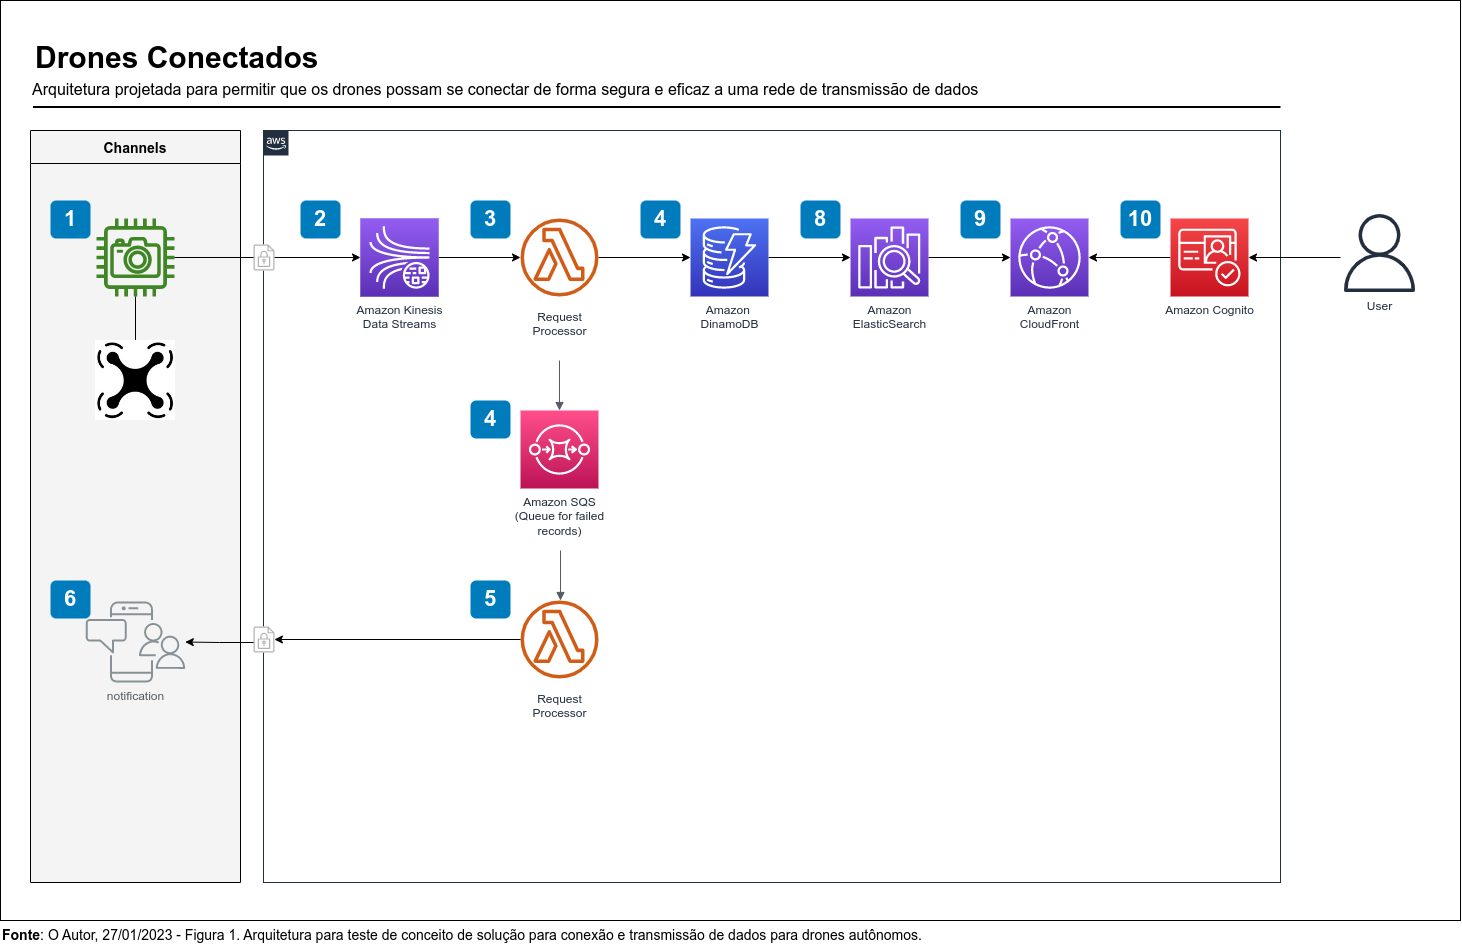 Drones Conectados
Arquitetura projetada para permitir que os drones possam se conectar de forma segura e eficaz a uma rede de transmissão de dados
Channels
aws
1
2
3
4
8
9
10
Amazon Kinesis
Data Streams
Request
Processor
Amazon
DinamoDB
Amazon
ElasticSearch
Amazon
CloudFront
Amazon Cognito
User
4
Amazon SQS
(Queue for failed
records)
6
5
notification
Request
Processor
Fonte: O Autor, 27/01/2023 - Figura 1. Arquitetura para teste de conceito de solução para conexão e transmissão de dados para drones autônomos.